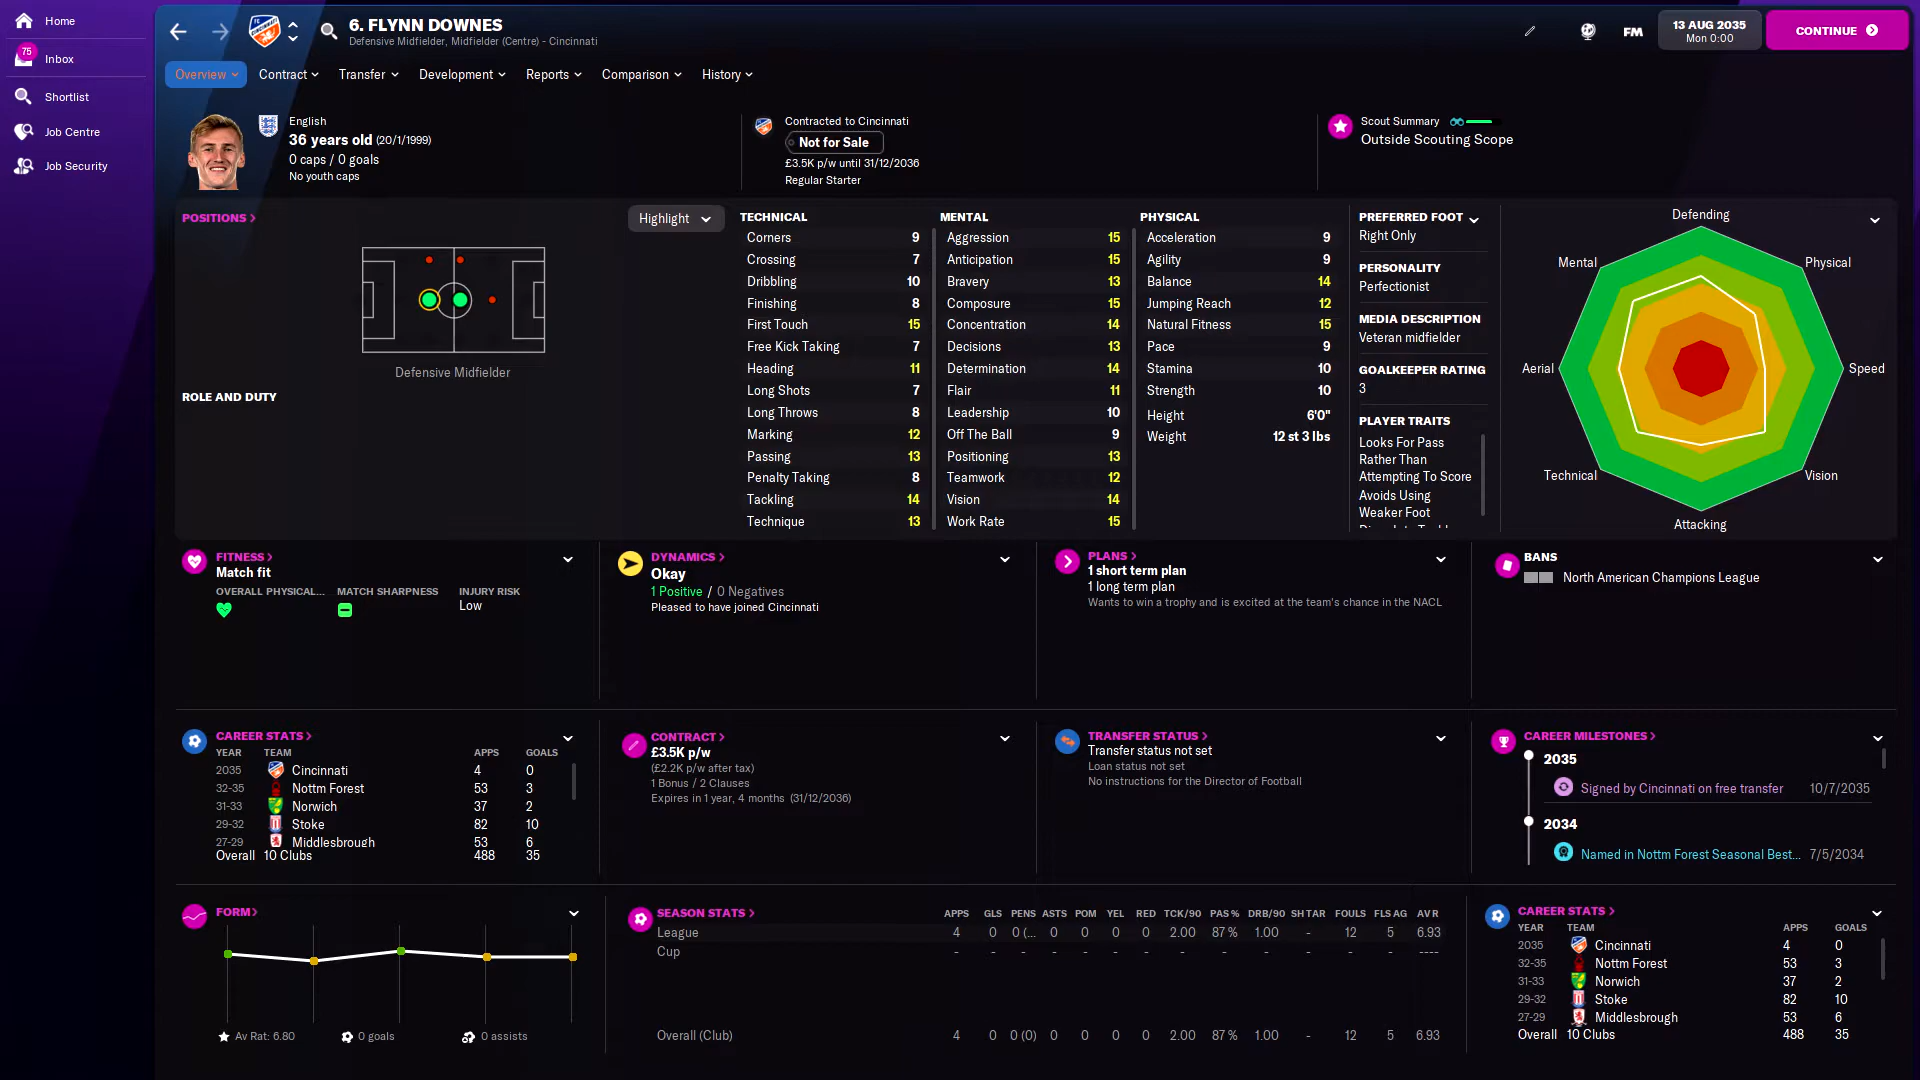 Home
75
Inbox
Shortlist
Job Centre
Job Security
6. FLYNN DOWNES
Defensive Midfielder, Midfielder (Centre) - Cincinnati
FM
13 AUG 2035
Mon 0:00
CONTINUE
Overview
Contract
Transfer
Development
Reports
Comparison
History
English
36 years old (20/1/1999)
0 caps / 0 goals
No youth caps
Contracted to Cincinnati
Not for Sale
£3.5K p/w until 31/12/2036
Regular Starter
Scout Summary
Outside Scouting Scope
POSITIONS
Highlight
Defensive Midfielder
ROLE AND DUTY
TECHNICAL
Corners 9
Crossing 7
Dribbling 10
Finishing 8
First Touch 15
Free Kick Taking 7
Heading 11
Long Shots 7
Long Throws 8
Marking 12
Passing 13
Penalty Taking 8
Tackling 14
Technique 13
MENTAL
Aggression 15
Anticipation 15
Bravery 13
Composure 15
Concentration 14
Decisions 13
Determination 14
Flair 11
Leadership 10
Off The Ball 9
Positioning 13
Teamwork 12
Vision 14
Work Rate 15
PHYSICAL
Acceleration 9
Agility 9
Balance 14
Jumping Reach 12
Natural Fitness 15
Pace 9
Stamina 10
Strength 10
Height 6'0"
Weight 12 st 3 lbs
PREFERRED FOOT
Right Only
PERSONALITY
Perfectionist
MEDIA DESCRIPTION
Veteran midfielder
GOALKEEPER RATING
3
PLAYER TRAITS
Looks For Pass
Rather Than
Attempting To Score
Avoids Using
Weaker Foot
Defending
Mental
Physical
Aerial
Speed
Technical
Vision
Attacking
FITNESS
Match fit
OVERALL PHYSICAL... MATCH SHARPNESS INJURY RISK
Low
DYNAMICS
Okay
1 Positive / 0 Negatives
Pleased to have joined Cincinnati
PLANS
1 short term plan
1 long term plan
Wants to win a trophy and is excited at the team's chance in the NACL
BANS
North American Champions League
CAREER STATS
YEAR TEAM APPS GOALS
2035 Cincinnati 4 0
32-35 Nottm Forest 53 3
31-33 Norwich 37 2
29-32 Stoke 82 10
27-29 Middlesbrough 53 6
Overall 10 Clubs 488 35
CONTRACT
£3.5K p/w
(£2.2K p/w after tax)
1 Bonus / 2 Clauses
Expires in 1 year, 4 months (31/12/2036)
TRANSFER STATUS
Transfer status not set
Loan status not set
No instructions for the Director of Football
CAREER MILESTONES
2035
Signed by Cincinnati on free transfer 10/7/2035
2034
Named in Nottm Forest Seasonal Best... 7/5/2034
FORM
Av Rat: 6.80
0 goals
0 assists
SEASON STATS
APPS GLS PENS ASTS POM YEL RED TCK/90 PAS % DRB/90 SH TAR FOULS FLS AG AV R
League 4 0 0 (... 0 0 0 0 2.00 87 % 1.00 - 12 5 6.93
Cup - - - - - - - - - - - - - ----
Overall (Club) 4 0 0 (0) 0 0 0 0 2.00 87 % 1.00 - 12 5 6.93
CAREER STATS
YEAR TEAM APPS GOALS
2035 Cincinnati 4 0
32-35 Nottm Forest 53 3
31-33 Norwich 37 2
29-32 Stoke 82 10
27-29 Middlesbrough 53 6
Overall 10 Clubs 488 35